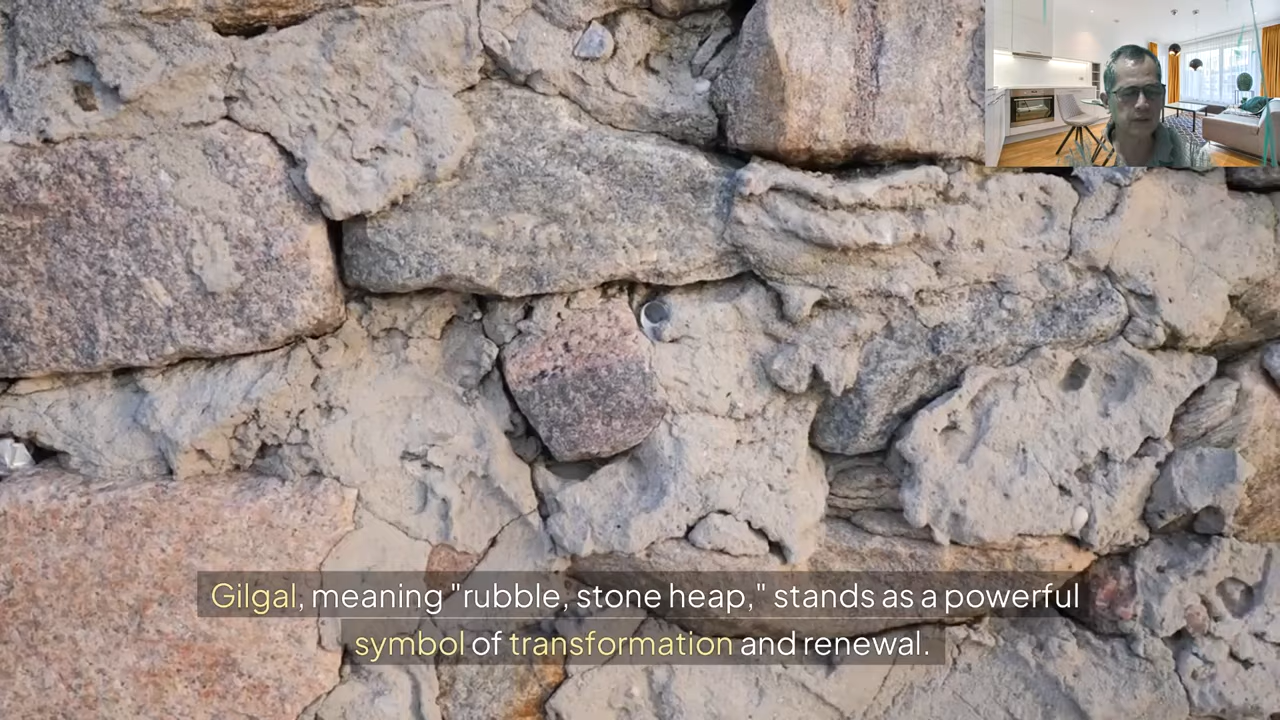 Gilgal, meaning "rubble, stone heap," stands as a powerful
symbol of transformation and renewal.